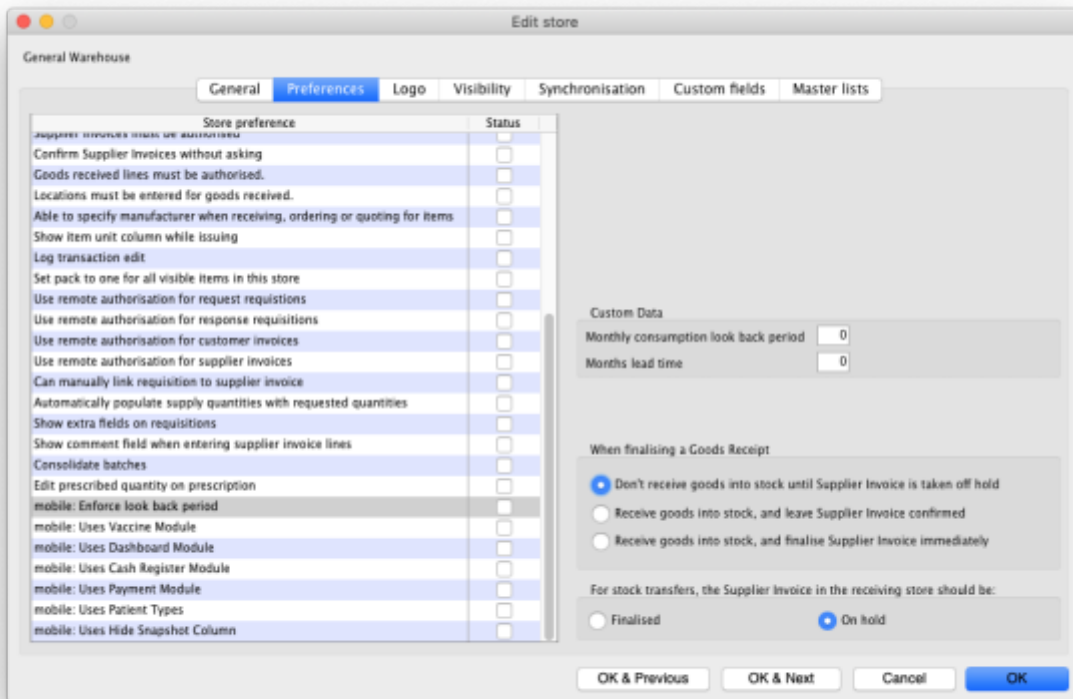 Edit store
General Warehouse
General Preferences Logo Visibility Synchronisation Custom fields Master lists
Store preference Status
Supplier invoices must be authorised
Confirm Supplier Invoices without asking
Goods received lines must be authorised.
Locations must be entered for goods received.
Able to specify manufacturer when receiving, ordering or quoting for items
Show item unit column while issuing
Log transaction edit
Set pack to one for all visible items in this store
Use remote authorisation for request requistions
Use remote authorisation for response requisitions
Use remote authorisation for customer invoices
Use remote authorisation for supplier invoices
Can manually link requisition to supplier invoice
Automatically populate supply quantities with requested quantities
Show extra fields on requisitions
Show comment field when entering supplier invoice lines
Consolidate batches
Edit prescribed quantity on prescription
mobile: Enforce look back period
mobile: Uses Vaccine Module
mobile: Uses Dashboard Module
mobile: Uses Cash Register Module
mobile: Uses Payment Module
mobile: Uses Patient Types
mobile: Uses Hide Snapshot Column
Custom Data
Monthly consumption look back period 0
Months lead time 0
When finalising a Goods Receipt
Don't receive goods into stock until Supplier Invoice is taken off hold
Receive goods into stock, and leave Supplier Invoice confirmed
Receive goods into stock, and finalise Supplier Invoice immediately
For stock transfers, the Supplier Invoice in the receiving store should be:
Finalised On hold
OK & Previous OK & Next Cancel OK